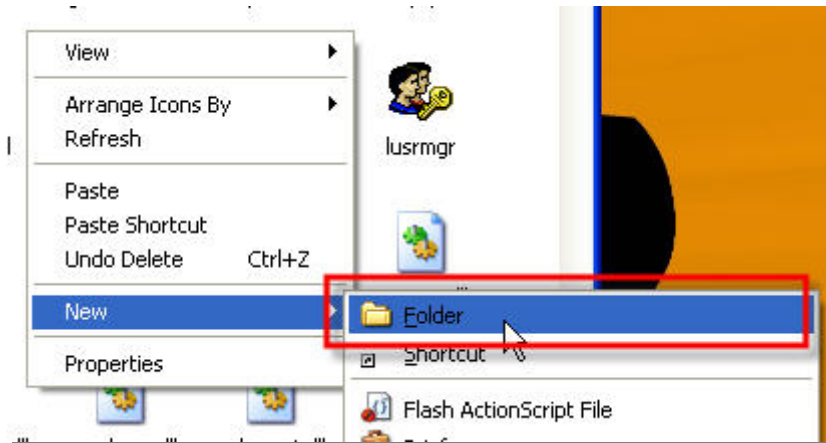 View
Arrange Icons By
Refresh
Paste
Paste Shortcut
Undo Delete Ctrl+Z
New
Properties
lusrmgr
Folder
Shortcut
Flash ActionScript File